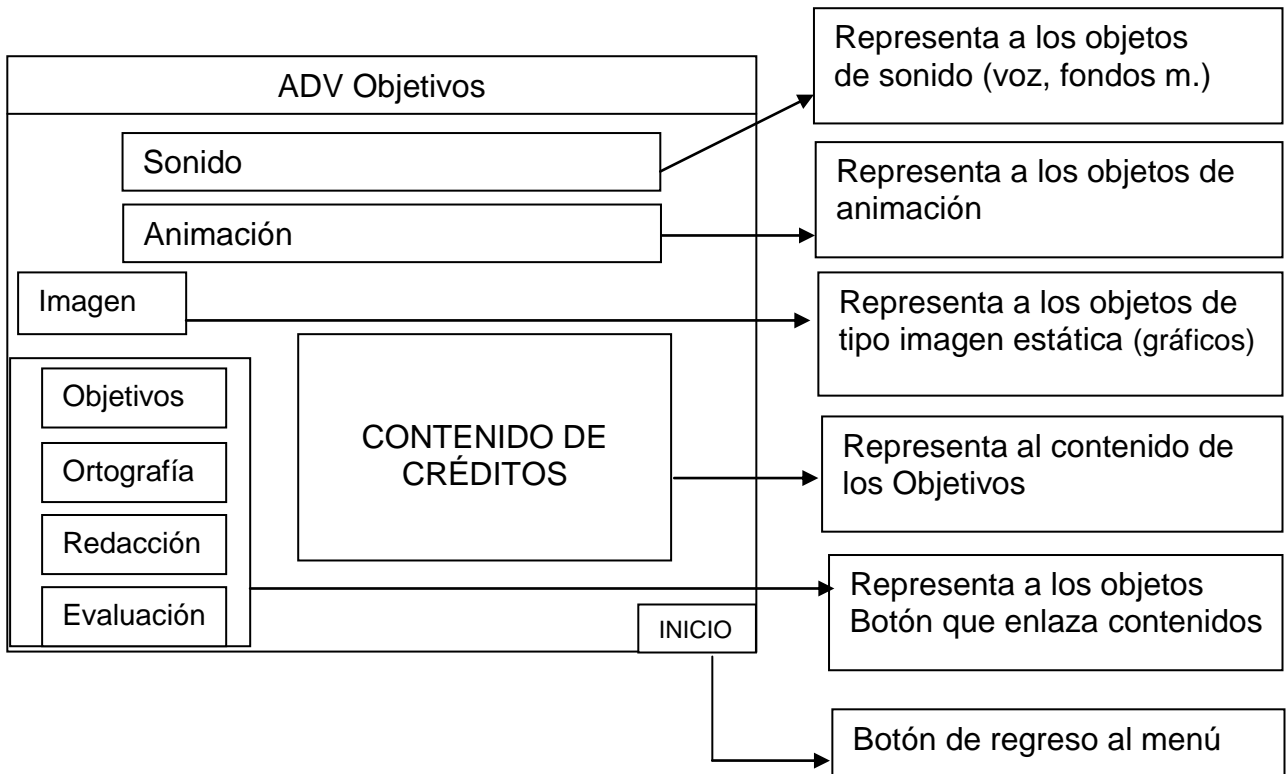 ADV Objetivos
Sonido
Animación
Imagen
Objetivos
Ortografía
Redacción
Evaluación
CONTENIDO DE
CRÉDITOS
INICIO
Representa a los objetos
de sonido (voz, fondos m.)
Representa a los objetos de
animación
Representa a los objetos de
tipo imagen estática (gráficos)
Representa al contenido de
los Objetivos
Representa a los objetos
Botón que enlaza contenidos
Botón de regreso al menú